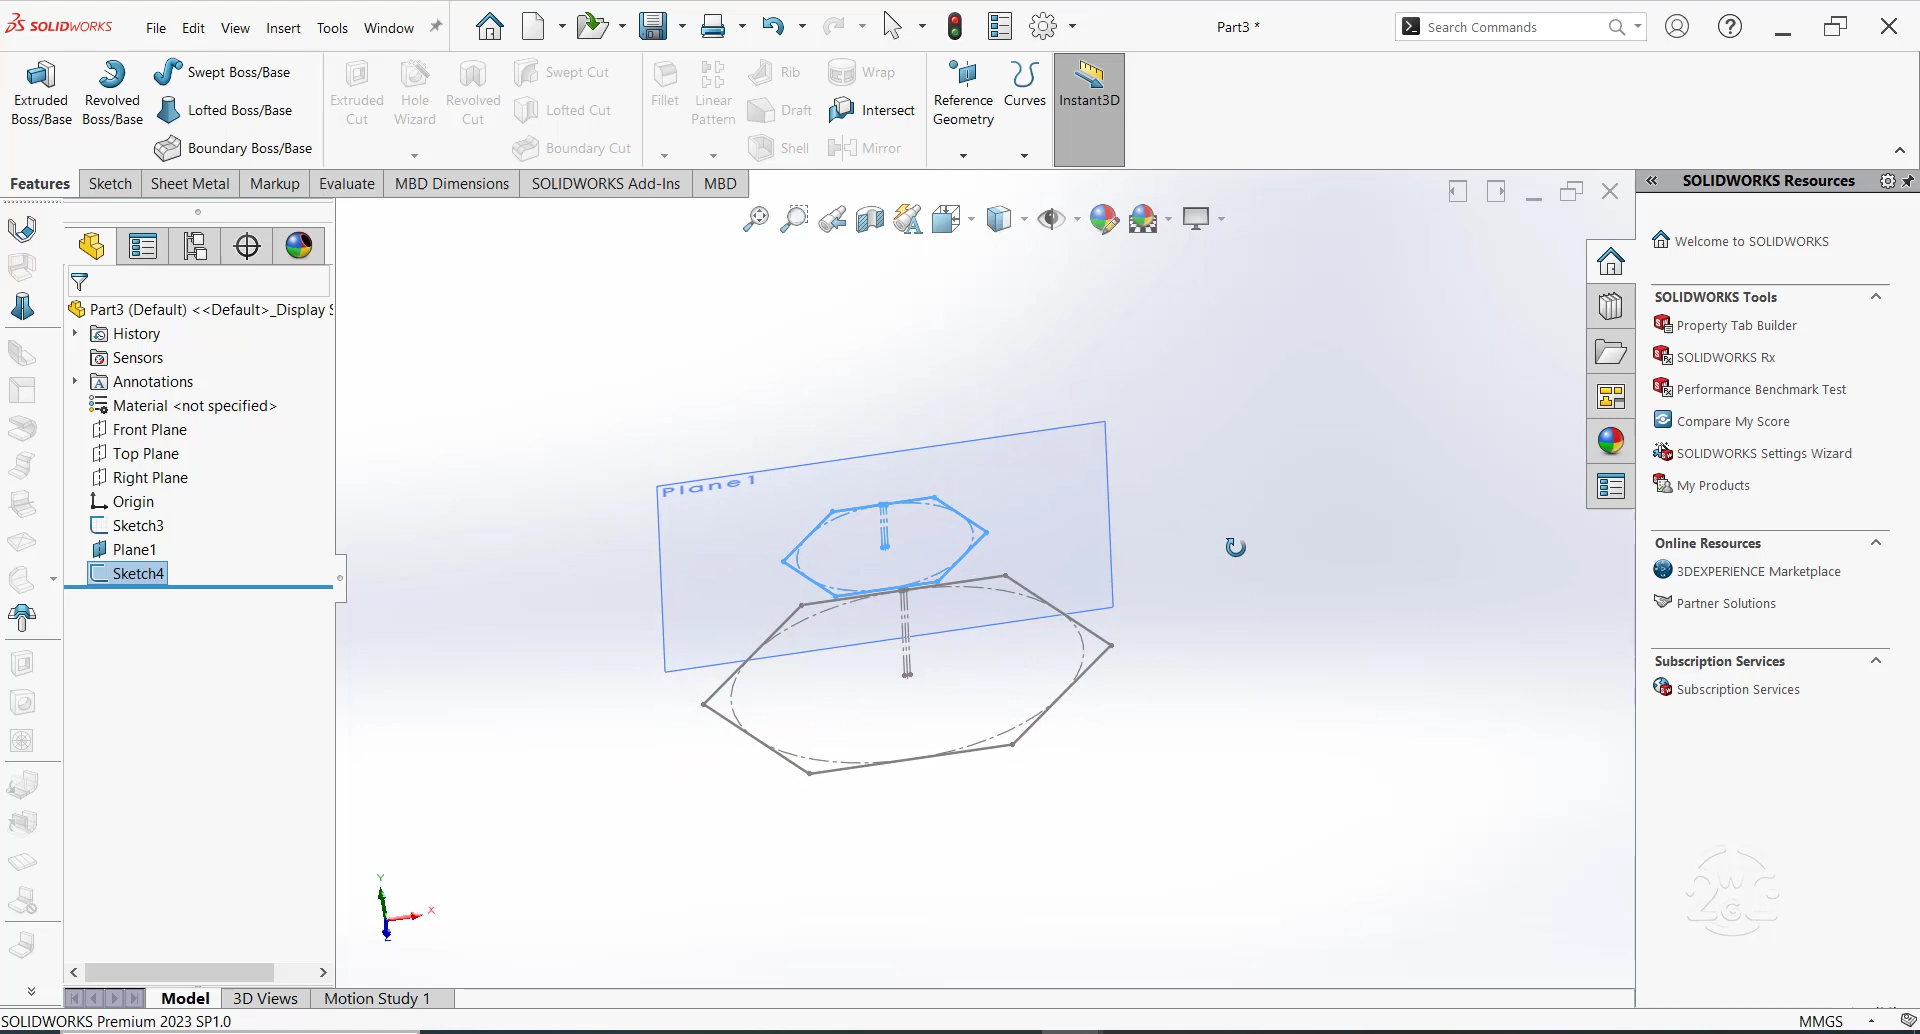 SOLIDWORKS File Edit View Insert Tools Window Part3 * Search Commands
Extruded Boss/Base
Revolved Boss/Base
Swept Boss/Base
Lofted Boss/Base
Boundary Boss/Base
Extruded Cut
Hole Wizard
Revolved Cut
Swept Cut
Lofted Cut
Boundary Cut
Fillet
Linear Pattern
Rib
Draft
Shell
Wrap
Intersect
Mirror
Reference Geometry
Curves
Instant3D
Features Sketch Sheet Metal Markup Evaluate MBD Dimensions SOLIDWORKS Add-Ins MBD
Part3 (Default) <<Default>_Display S
History
Sensors
Annotations
Material <not specified>
Front Plane
Top Plane
Right Plane
Origin
Sketch3
Plane1
Sketch4
Plane1
Y
X
Z
SOLIDWORKS Resources
Welcome to SOLIDWORKS
SOLIDWORKS Tools
Property Tab Builder
SOLIDWORKS Rx
Performance Benchmark Test
Compare My Score
SOLIDWORKS Settings Wizard
My Products
Online Resources
3DEXPERIENCE Marketplace
Partner Solutions
Subscription Services
Subscription Services
Model 3D Views Motion Study 1
SOLIDWORKS Premium 2023 SP1.0 MMGS